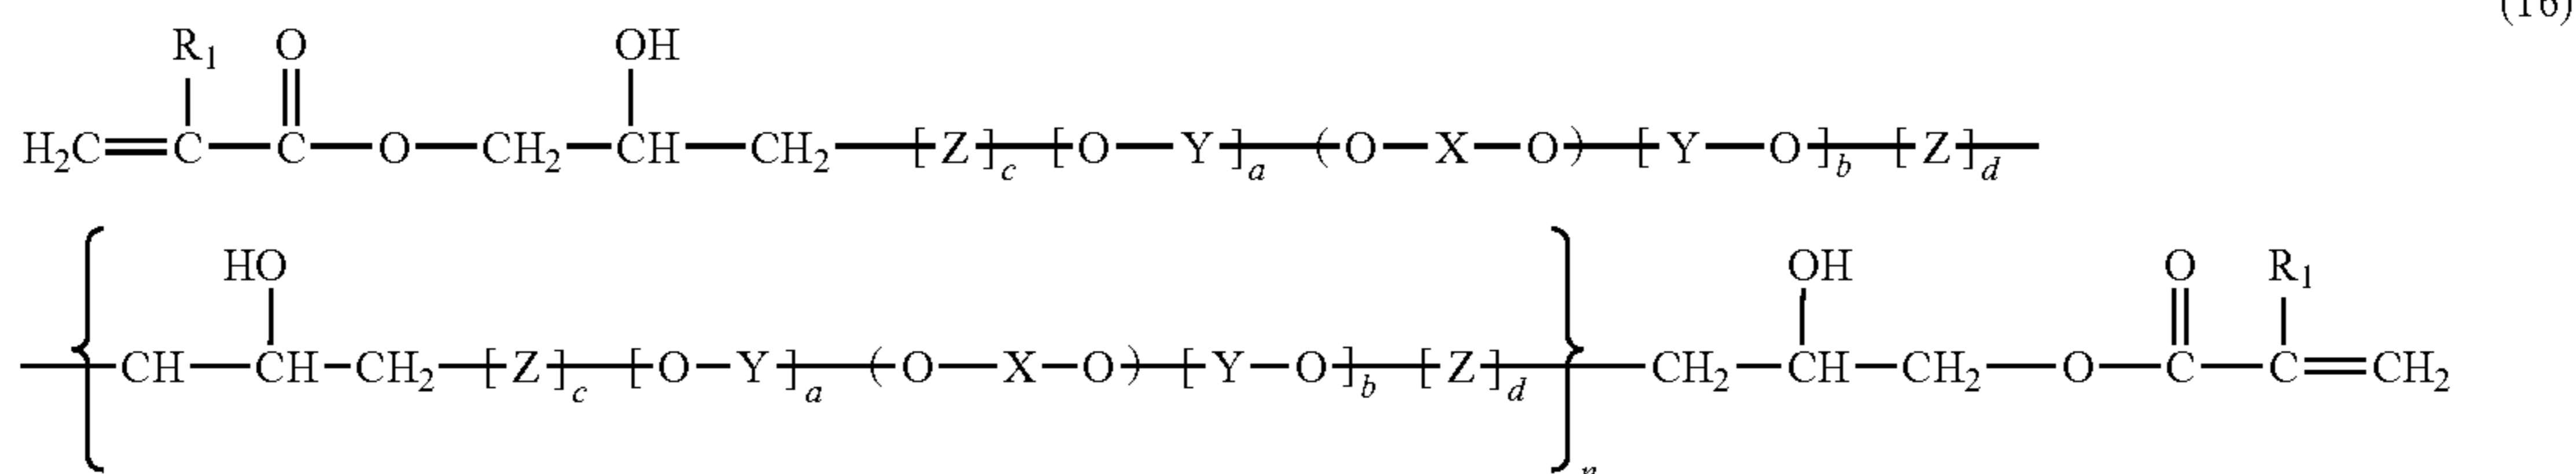 (16)
R1 O OH
H2C=C—C—O—CH2—CH—CH2—[Z]c—[O—Y]a—(O—X—O)—[Y—O]b—[Z]d—
HO OH O R1
—{CH—CH—CH2—[Z]c—[O—Y]a—(O—X—O)—[Y—O]b—[Z]d—}n—CH2—CH—CH2—O—C—C=CH2